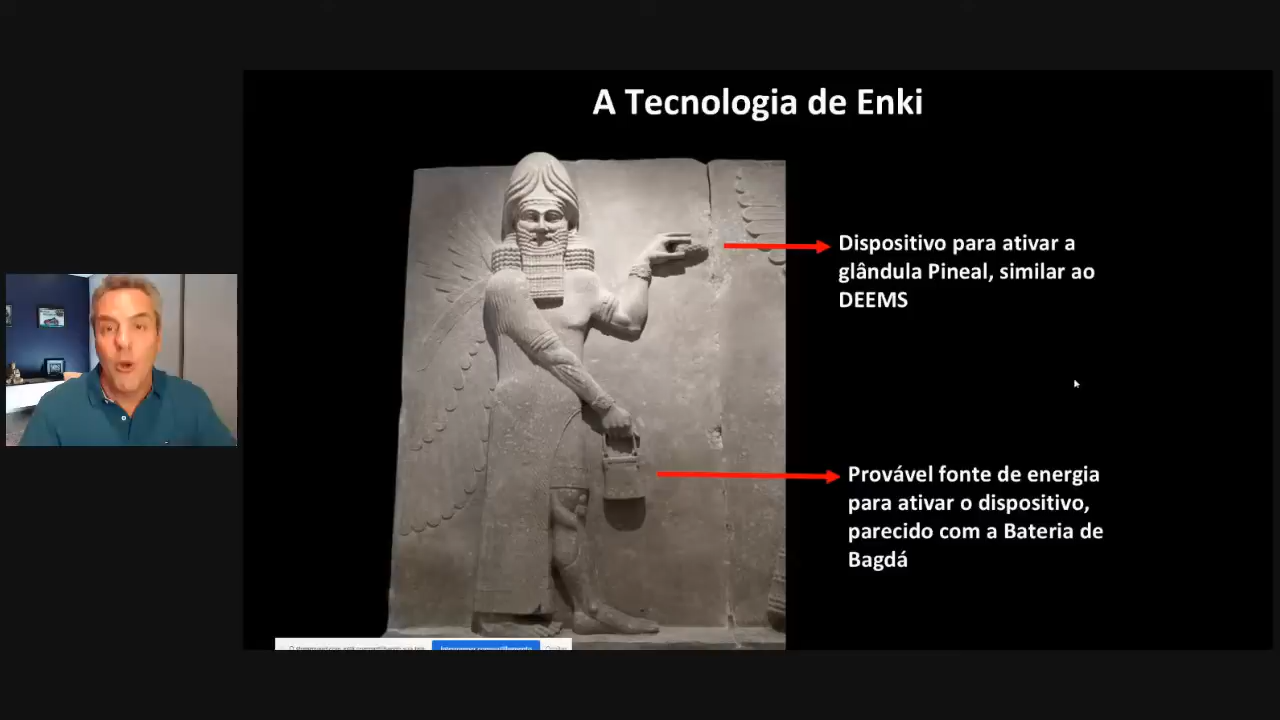 A Tecnologia de Enki
Dispositivo para ativar a
glândula Pineal, similar ao
DEEMS
Provável fonte de energia
para ativar o dispositivo,
parecido com a Bateria de
Bagdá